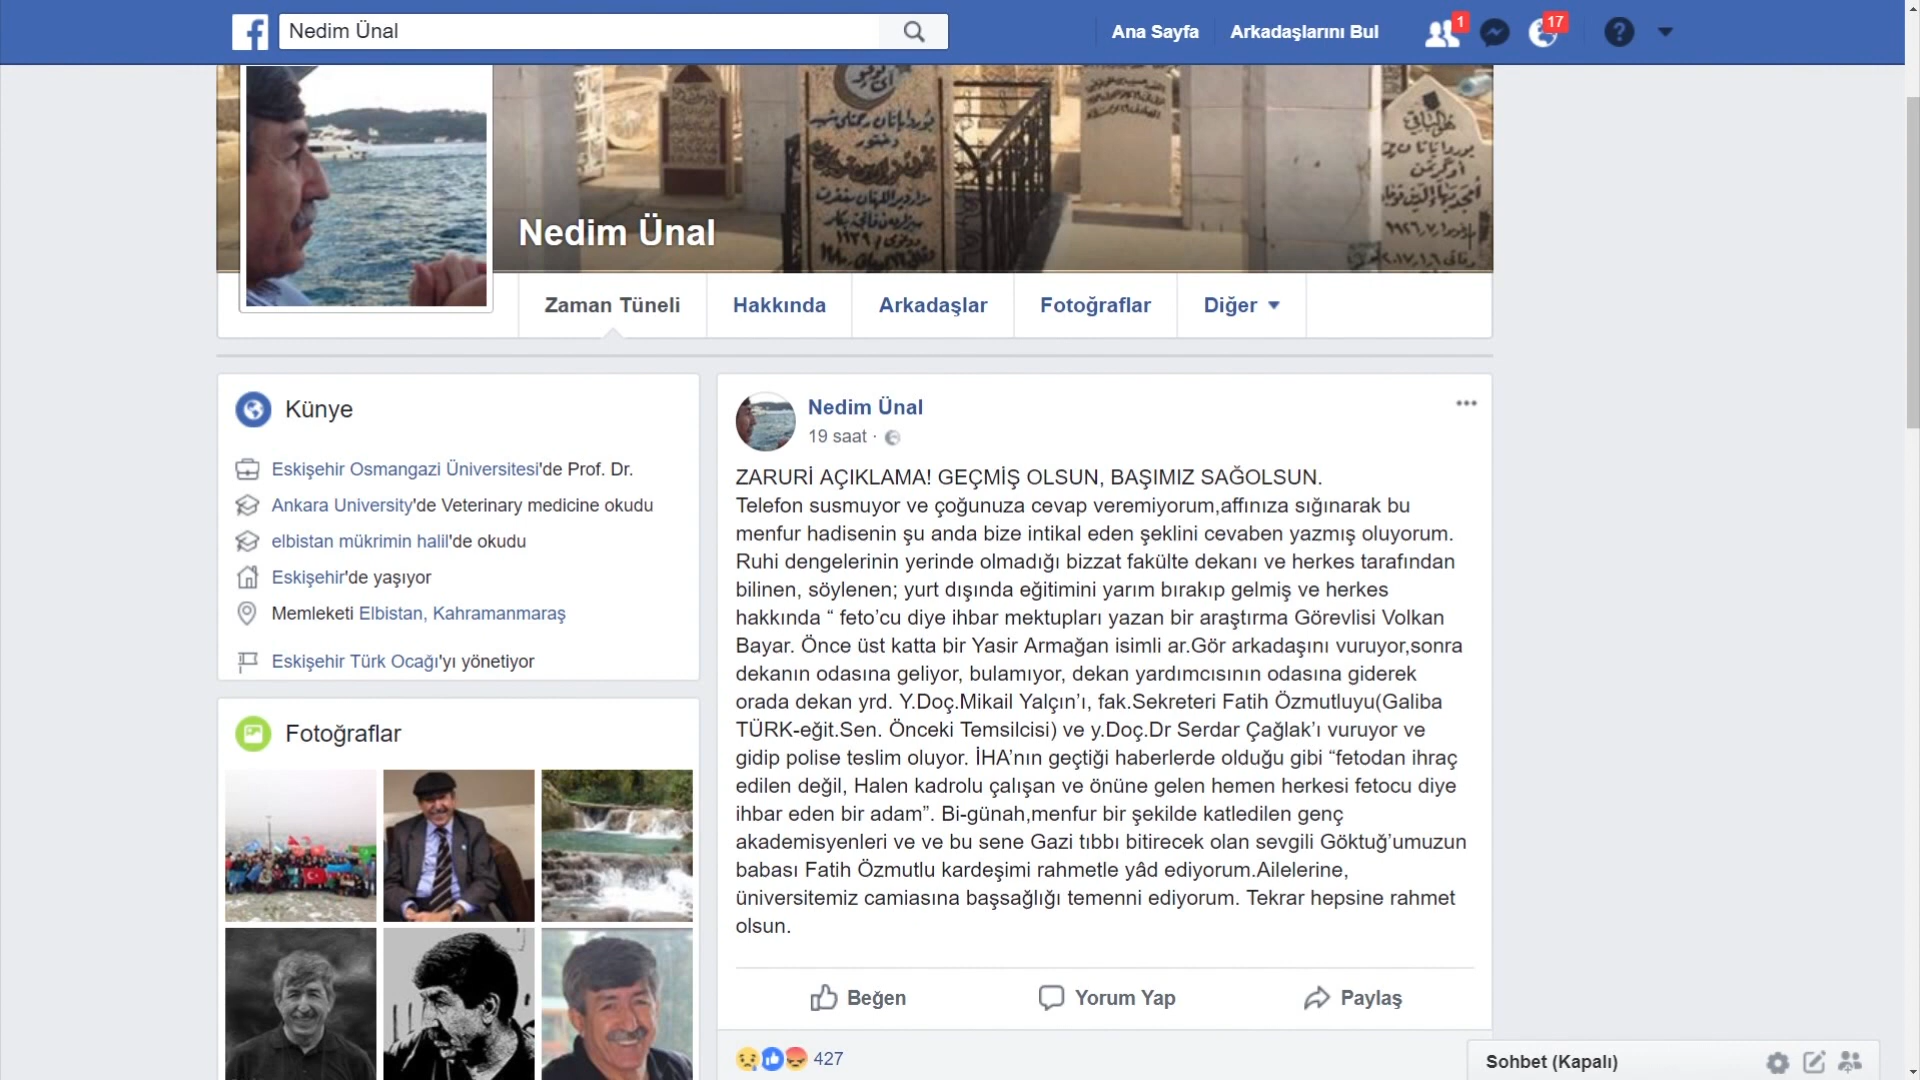 Nedim Ünal
Ana Sayfa
Arkadaşlarını Bul
1
17
?
Nedim Ünal
Zaman Tüneli
Hakkında
Arkadaşlar
Fotoğraflar
Diğer
Künye
Eskişehir Osmangazi Üniversitesi'de Prof. Dr.
Ankara University'de Veterinary medicine okudu
elbistan mükrimin halil'de okudu
Eskişehir'de yaşıyor
Memleketi Elbistan, Kahramanmaraş
Eskişehir Türk Ocağı'yı yönetiyor
Fotoğraflar
Nedim Ünal
19 saat ·
ZARURİ AÇIKLAMA! GEÇMİŞ OLSUN, BAŞIMIZ SAĞOLSUN.
Telefon susmuyor ve çoğunuza cevap veremiyorum,affınıza sığınarak bu
menfur hadisenin şu anda bize intikal eden şeklini cevaben yazmış oluyorum.
Ruhi dengelerinin yerinde olmadığı bizzat fakülte dekanı ve herkes tarafından
bilinen, söylenen; yurt dışında eğitimini yarım bırakıp gelmiş ve herkes
hakkında “ feto’cu diye ihbar mektupları yazan bir araştırma Görevlisi Volkan
Bayar. Önce üst katta bir Yasir Armağan isimli ar.Gör arkadaşını vuruyor,sonra
dekanın odasına geliyor, bulamıyor, dekan yardımcısının odasına giderek
orada dekan yrd. Y.Doç.Mikail Yalçın’ı, fak.Sekreteri Fatih Özmutluyu(Galiba
TÜRK-eğit.Sen. Önceki Temsilcisi) ve y.Doç.Dr Serdar Çağlak’ı vuruyor ve
gidip polise teslim oluyor. İHA’nın geçtiği haberlerde olduğu gibi “fetodan ihraç
edilen değil, Halen kadrolu çalışan ve önüne gelen hemen herkesi fetocu diye
ihbar eden bir adam”. Bi-günah,menfur bir şekilde katledilen genç
akademisyenleri ve ve bu sene Gazi tıbbı bitirecek olan sevgili Göktuğ’umuzun
babası Fatih Özmutlu kardeşimi rahmetle yâd ediyorum.Ailelerine,
üniversitemiz camiasına başsağlığı temenni ediyorum. Tekrar hepsine rahmet
olsun.
Beğen
Yorum Yap
Paylaş
427
Sohbet (Kapalı)